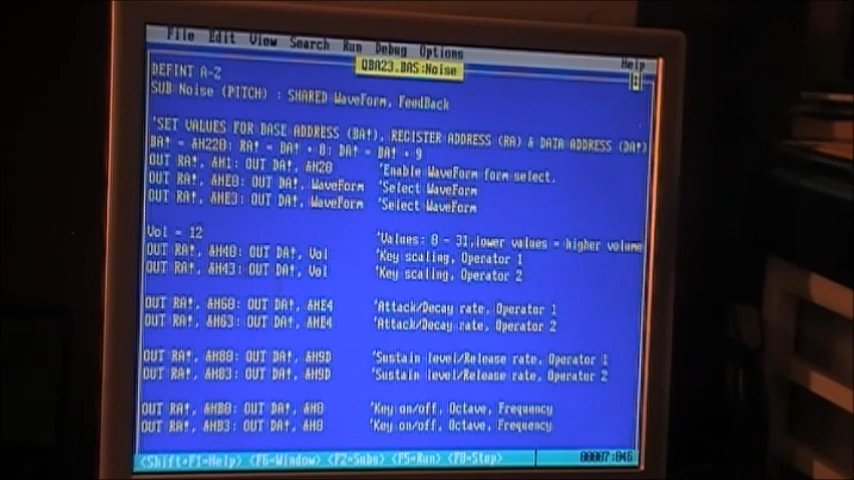 File Edit View Search Run Debug Options Help
QBA23.BAS:Noise
DEFINT A-Z
SUB Noise (PITCH) : SHARED WaveForm, FeedBack
'SET VALUES FOR BASE ADDRESS (BA!), REGISTER ADDRESS (RA) & DATA ADDRESS (DA!)
BA! = &H220: RA! = BA! + 8: DA! = BA! + 9
OUT RA!, &H1: OUT DA!, &H20 'Enable WaveForm form select.
OUT RA!, &HE0: OUT DA!, WaveForm 'Select WaveForm
OUT RA!, &HE3: OUT DA!, WaveForm 'Select WaveForm
Vol = 12 'Values: 0 - 31,lower values = higher volume
OUT RA!, &H40: OUT DA!, Vol 'Key scaling, Operator 1
OUT RA!, &H43: OUT DA!, Vol 'Key scaling, Operator 2
OUT RA!, &H60: OUT DA!, &HE4 'Attack/Decay rate, Operator 1
OUT RA!, &H63: OUT DA!, &HE4 'Attack/Decay rate, Operator 2
OUT RA!, &H80: OUT DA!, &H9D 'Sustain level/Release rate, Operator 1
OUT RA!, &H83: OUT DA!, &H9D 'Sustain level/Release rate, Operator 2
OUT RA!, &HB0: OUT DA!, &H0 'Key on/off, Octave, Frequency
OUT RA!, &HB3: OUT DA!, &H0 'Key on/off, Octave, Frequency
<Shift+F1=Help> <F6=Window> <F2=Subs> <F5=Run> <F8=Step> 00007:046